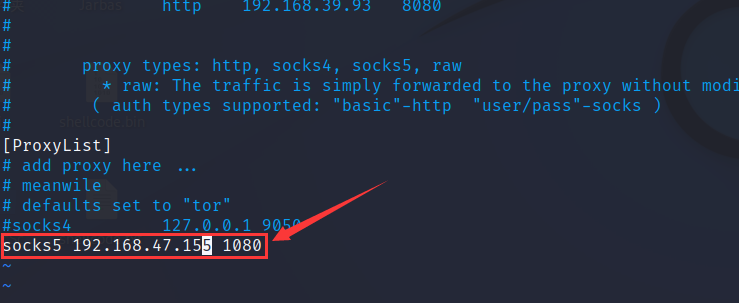 #               http    192.168.39.93   8080
#
#
#       proxy types: http, socks4, socks5, raw
#         * raw: The traffic is simply forwarded to the proxy without modi
#        ( auth types supported: "basic"-http  "user/pass"-socks )
#
shellcode.bin
[ProxyList]
# add proxy here ...
# meanwile
# defaults set to "tor"
#socks4         127.0.0.1 9050
socks5 192.168.47.155 1080
~
~